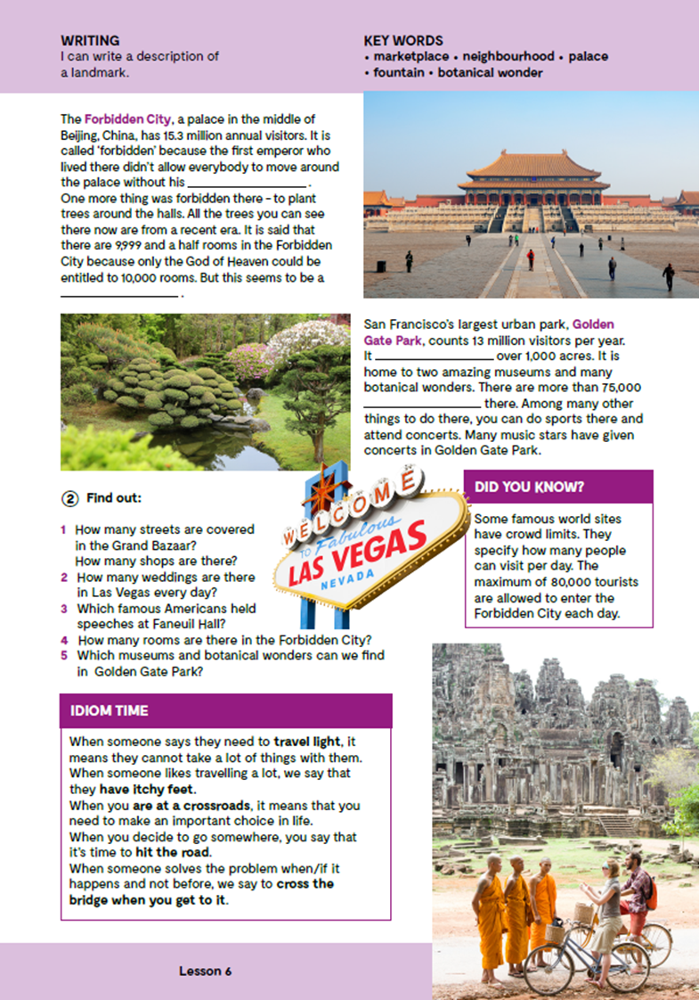 WRITING
I can write a description of
a landmark.
KEY WORDS
• marketplace • neighbourhood • palace
• fountain • botanical wonder
The Forbidden City, a palace in the middle of
Beijing, China, has 15.3 million annual visitors. It is
called ‘forbidden’ because the first emperor who
lived there didn’t allow everybody to move around
the palace without his ____________________ .
One more thing was forbidden there – to plant
trees around the halls. All the trees you can see
there now are from a recent era. It is said that
there are 9,999 and a half rooms in the Forbidden
City because only the God of Heaven could be
entitled to 10,000 rooms. But this seems to be a
____________________ .
San Francisco’s largest urban park, Golden
Gate Park, counts 13 million visitors per year.
It ____________________ over 1,000 acres. It is
home to two amazing museums and many
botanical wonders. There are more than 75,000
____________________ there. Among many other
things to do there, you can do sports there and
attend concerts. Many music stars have given
concerts in Golden Gate Park.
2 Find out:
1 How many streets are covered
in the Grand Bazaar?
How many shops are there?
2 How many weddings are there
in Las Vegas every day?
3 Which famous Americans held
speeches at Faneuil Hall?
4 How many rooms are there in the Forbidden City?
5 Which museums and botanical wonders can we find
in Golden Gate Park?
WELCOME
TO Fabulous
LAS VEGAS
NEVADA
DID YOU KNOW?
Some famous world sites
have crowd limits. They
specify how many people
can visit per day. The
maximum of 80,000 tourists
are allowed to enter the
Forbidden City each day.
IDIOM TIME
When someone says they need to travel light, it
means they cannot take a lot of things with them.
When someone likes travelling a lot, we say that
they have itchy feet.
When you are at a crossroads, it means that you
need to make an important choice in life.
When you decide to go somewhere, you say that
it’s time to hit the road.
When someone solves the problem when/if it
happens and not before, we say to cross the
bridge when you get to it.
Lesson 6